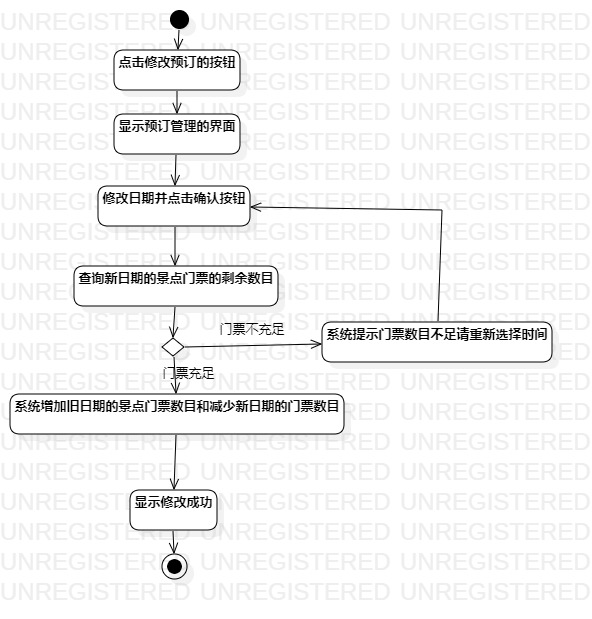 UNREGISTERED UNREGISTERED UNREGISTERED
点击修改预订的按钮
显示预订管理的界面
修改日期并点击确认按钮
查询新日期的景点门票的剩余数目
门票不充足
系统提示门票数目不足请重新选择时间
门票充足
系统增加旧日期的景点门票数目和减少新日期的门票数目
显示修改成功